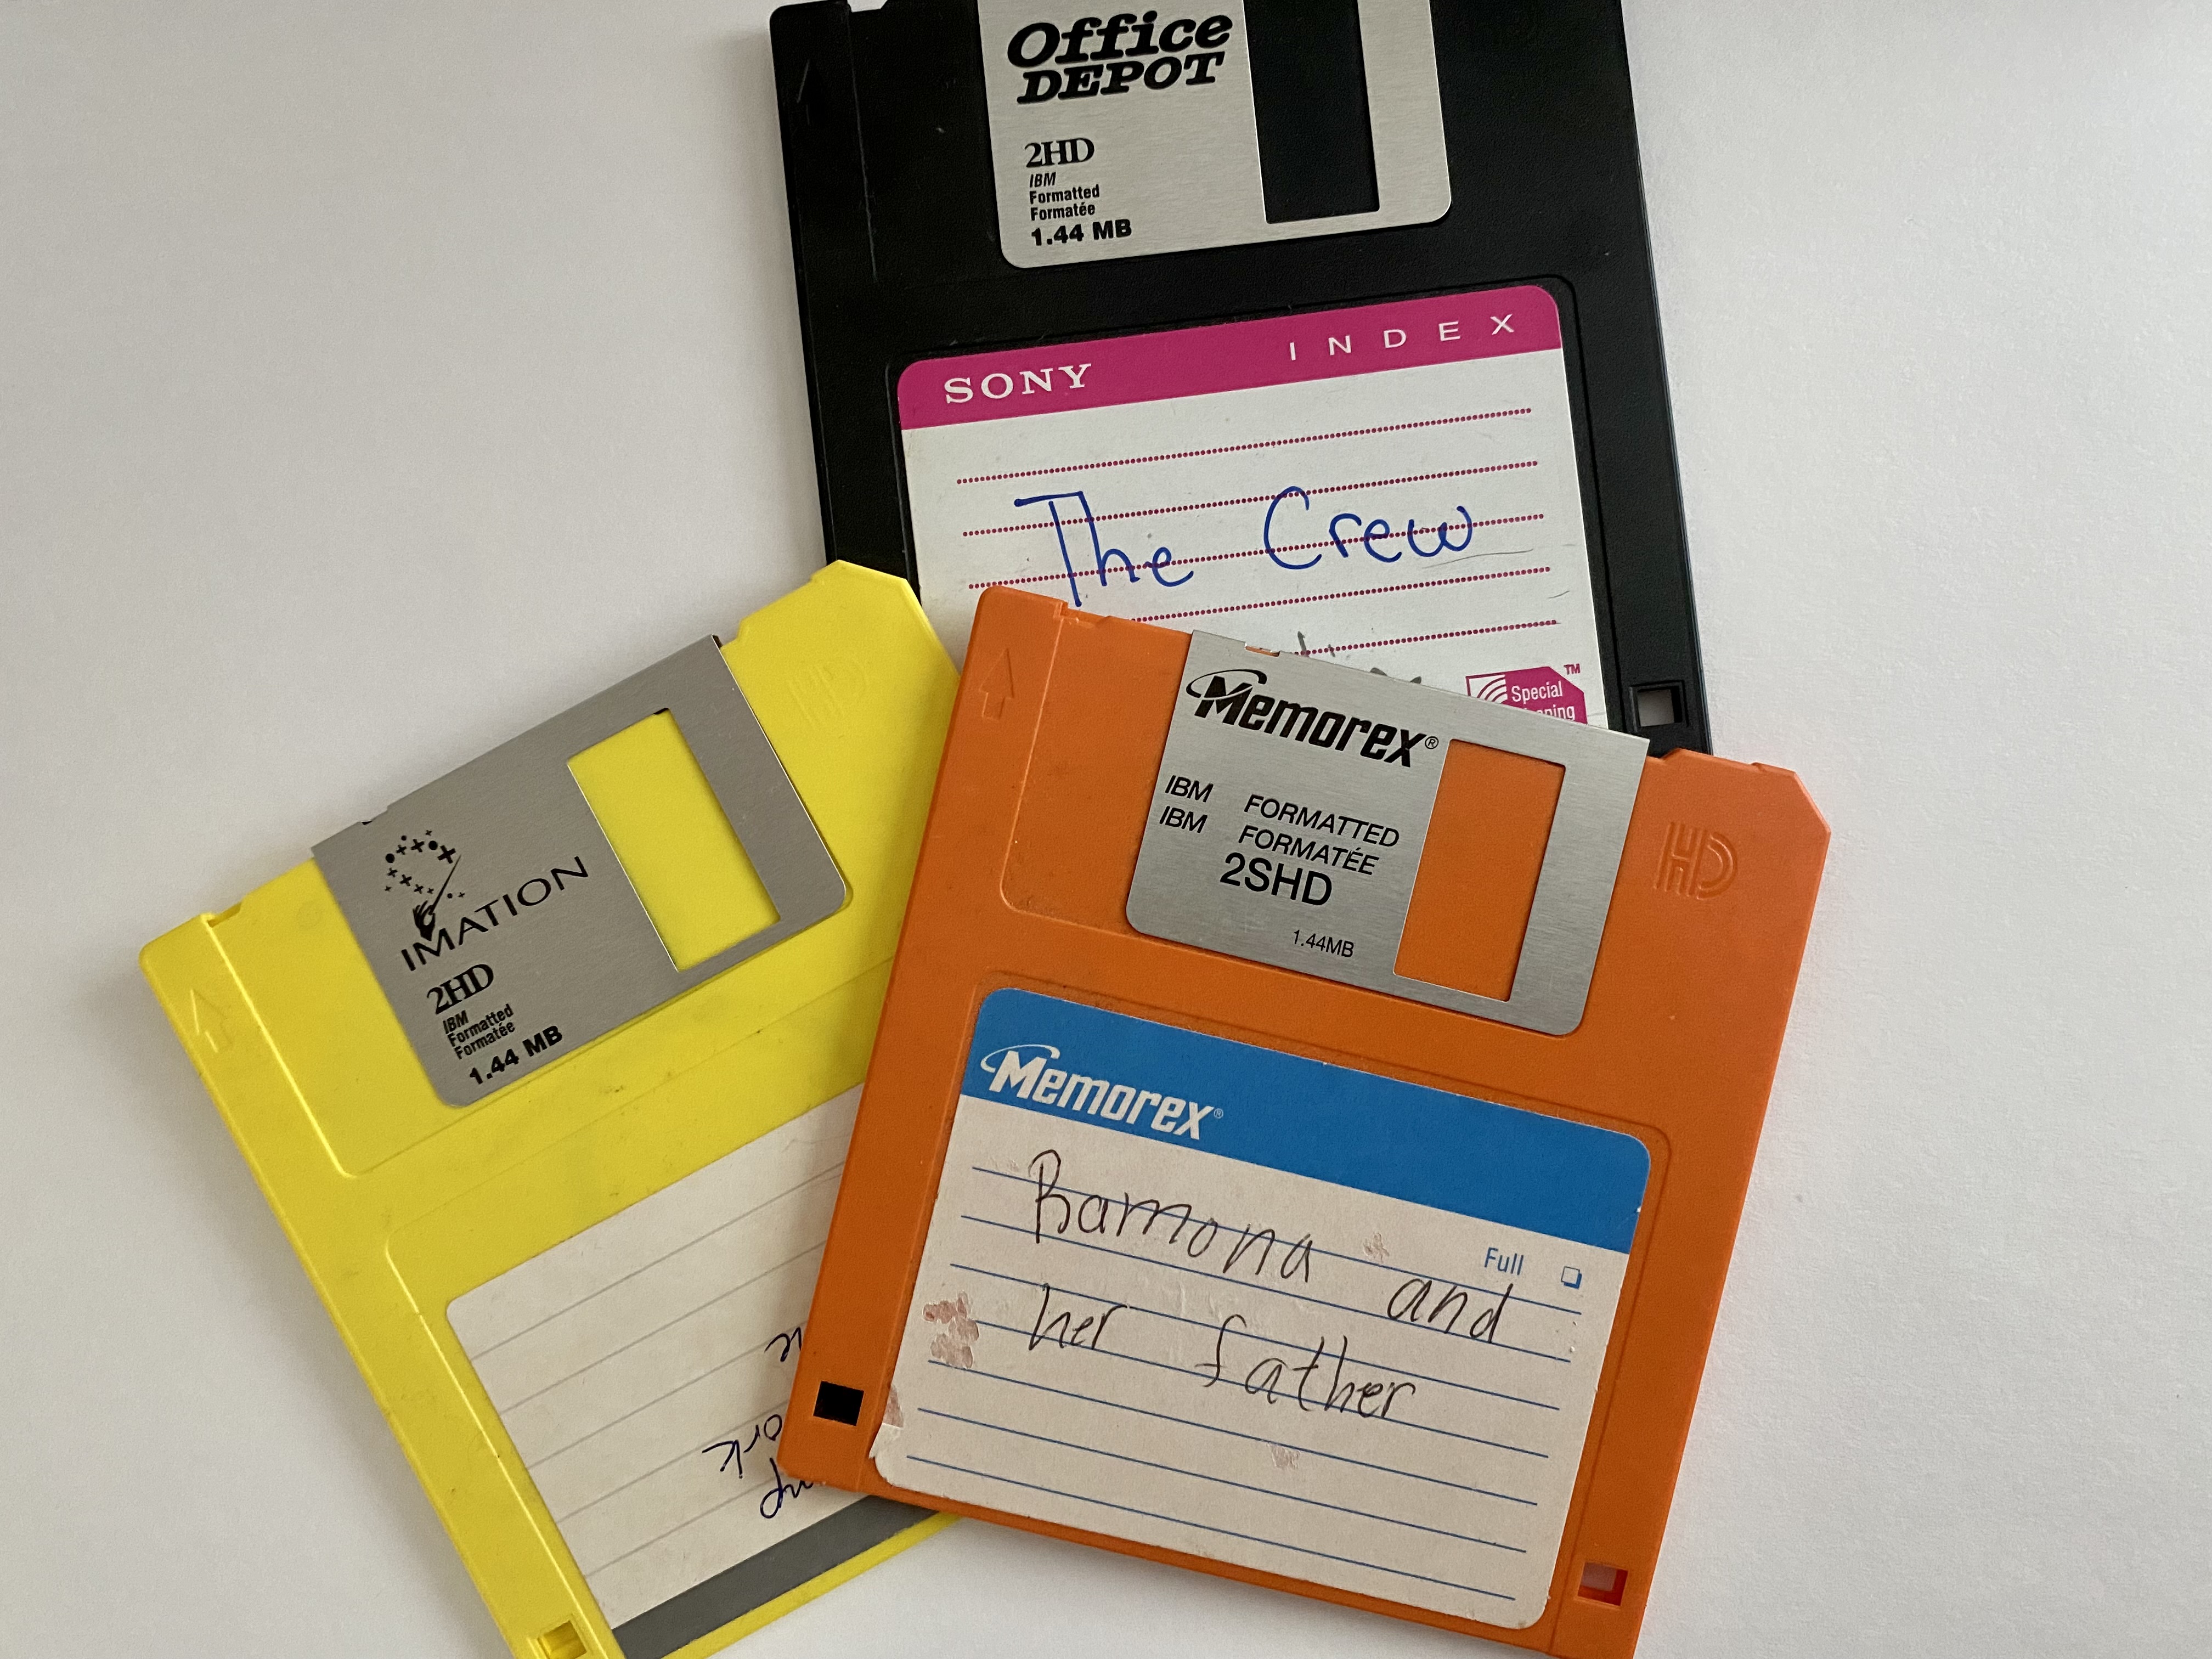 Office
DEPOT
2HD
IBM
Formatted
Formatée
1.44 MB
SONY INDEX
The Crew
Special
TM
Memorex®
IBM FORMATTED
IBM FORMATÉE
2SHD
1.44MB
HD
Memorex®
Full
Ramona and
her father
IMATION
2HD
IBM
Formatted
Formatée
1.44 MB
HD